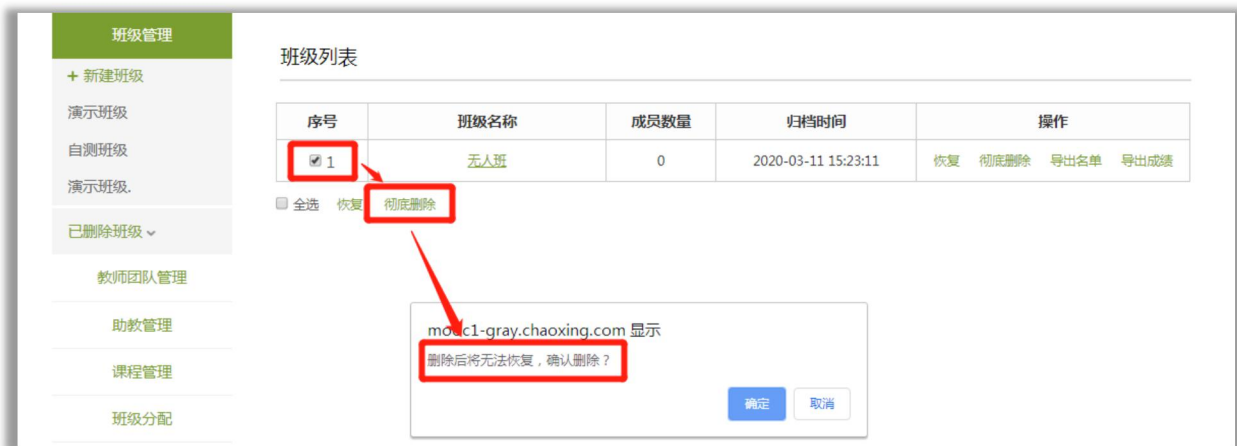 班级管理
+ 新建班级
演示班级
自测班级
演示班级.
已删除班级
教师团队管理
助教管理
课程管理
班级分配
班级列表
序号 班级名称 成员数量 归档时间 操作
1 无人班 0 2020-03-11 15:23:11 恢复 彻底删除 导出名单 导出成绩
全选 恢复 彻底删除
mooc1-gray.chaoxing.com 显示
删除后将无法恢复，确认删除？
确定 取消